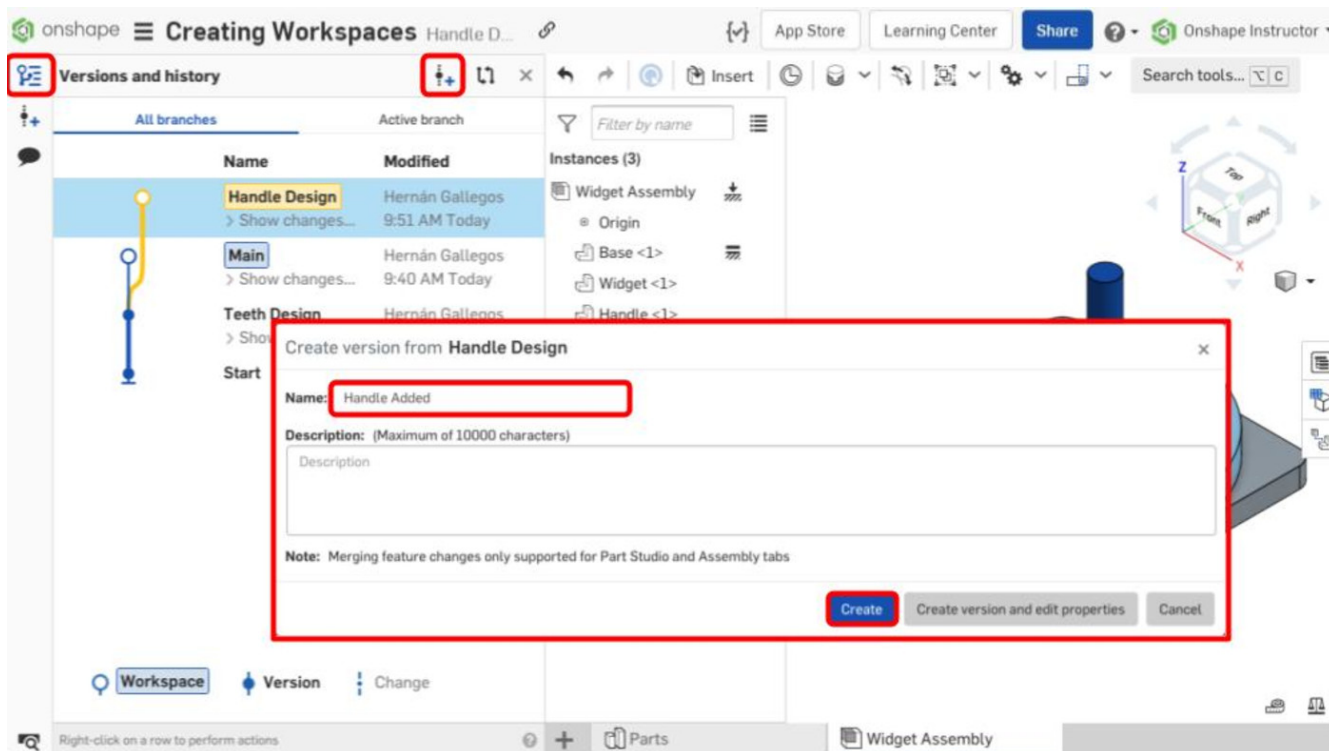 onshape Creating Workspaces Handle D... App Store Learning Center Share Onshape Instructor
Versions and history Insert Search tools... ⌥ C
All branches Active branch Filter by name
Name Modified Instances (3)
Handle Design Hernán Gallegos Widget Assembly
> Show changes... 9:51 AM Today Origin
Main Hernán Gallegos Base <1>
> Show changes... 9:40 AM Today Widget <1>
Teeth Design Hernán Gallegos Handle <1>
> Show
Start
Create version from Handle Design
Name: Handle Added
Description: (Maximum of 10000 characters)
Description
Note: Merging feature changes only supported for Part Studio and Assembly tabs
Create Create version and edit properties Cancel
Workspace Version Change
Right-click on a row to perform actions Parts Widget Assembly
Top
Front Right
Z
X